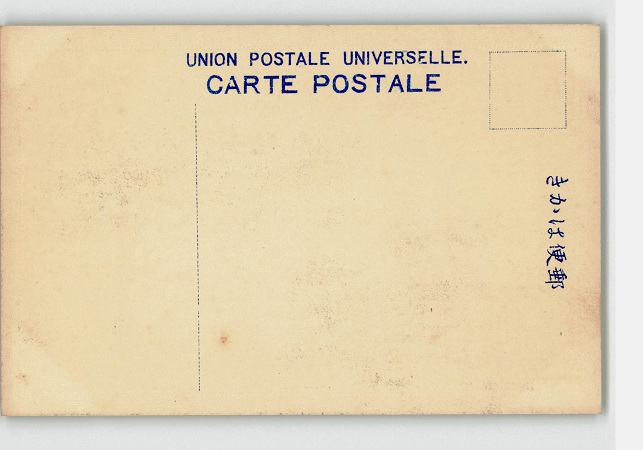 UNION POSTALE UNIVERSELLE.
CARTE POSTALE
きかは便郵